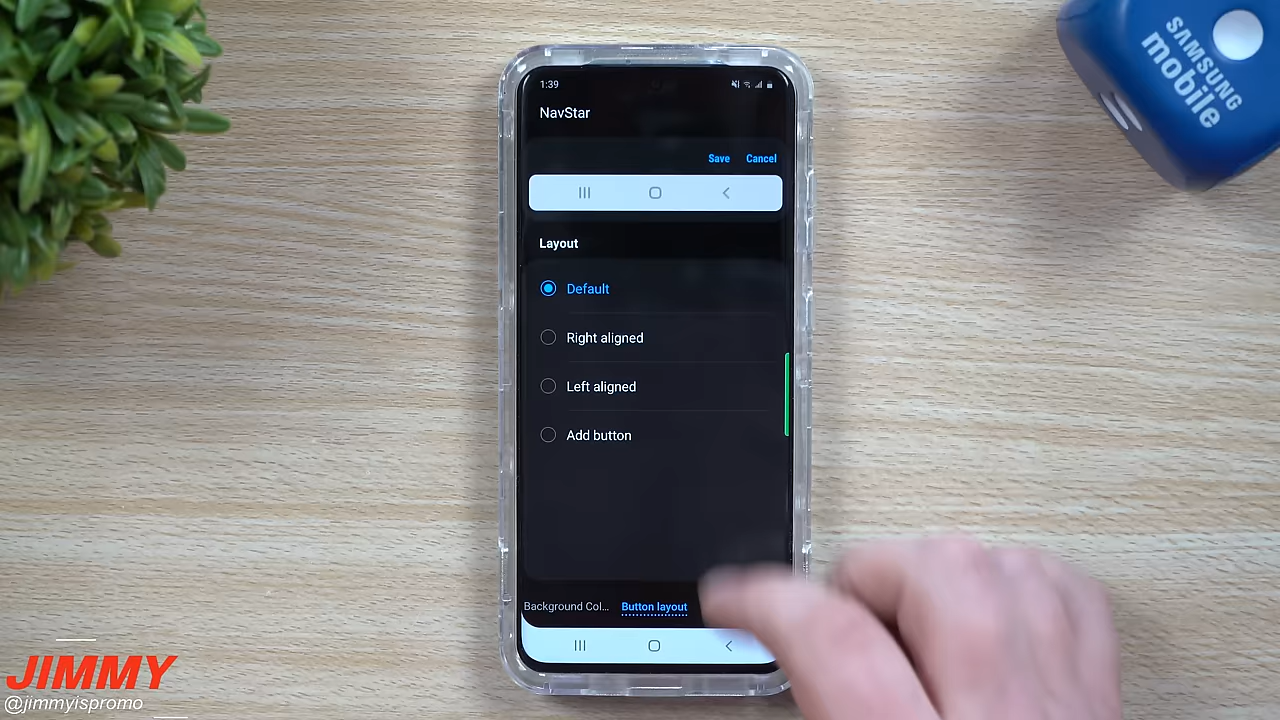 SAMSUNG
mobile
1:39
NavStar
Save Cancel
Layout
Default
Right aligned
Left aligned
Add button
Background Col... Button layout
JIMMY
@jimmyispromo